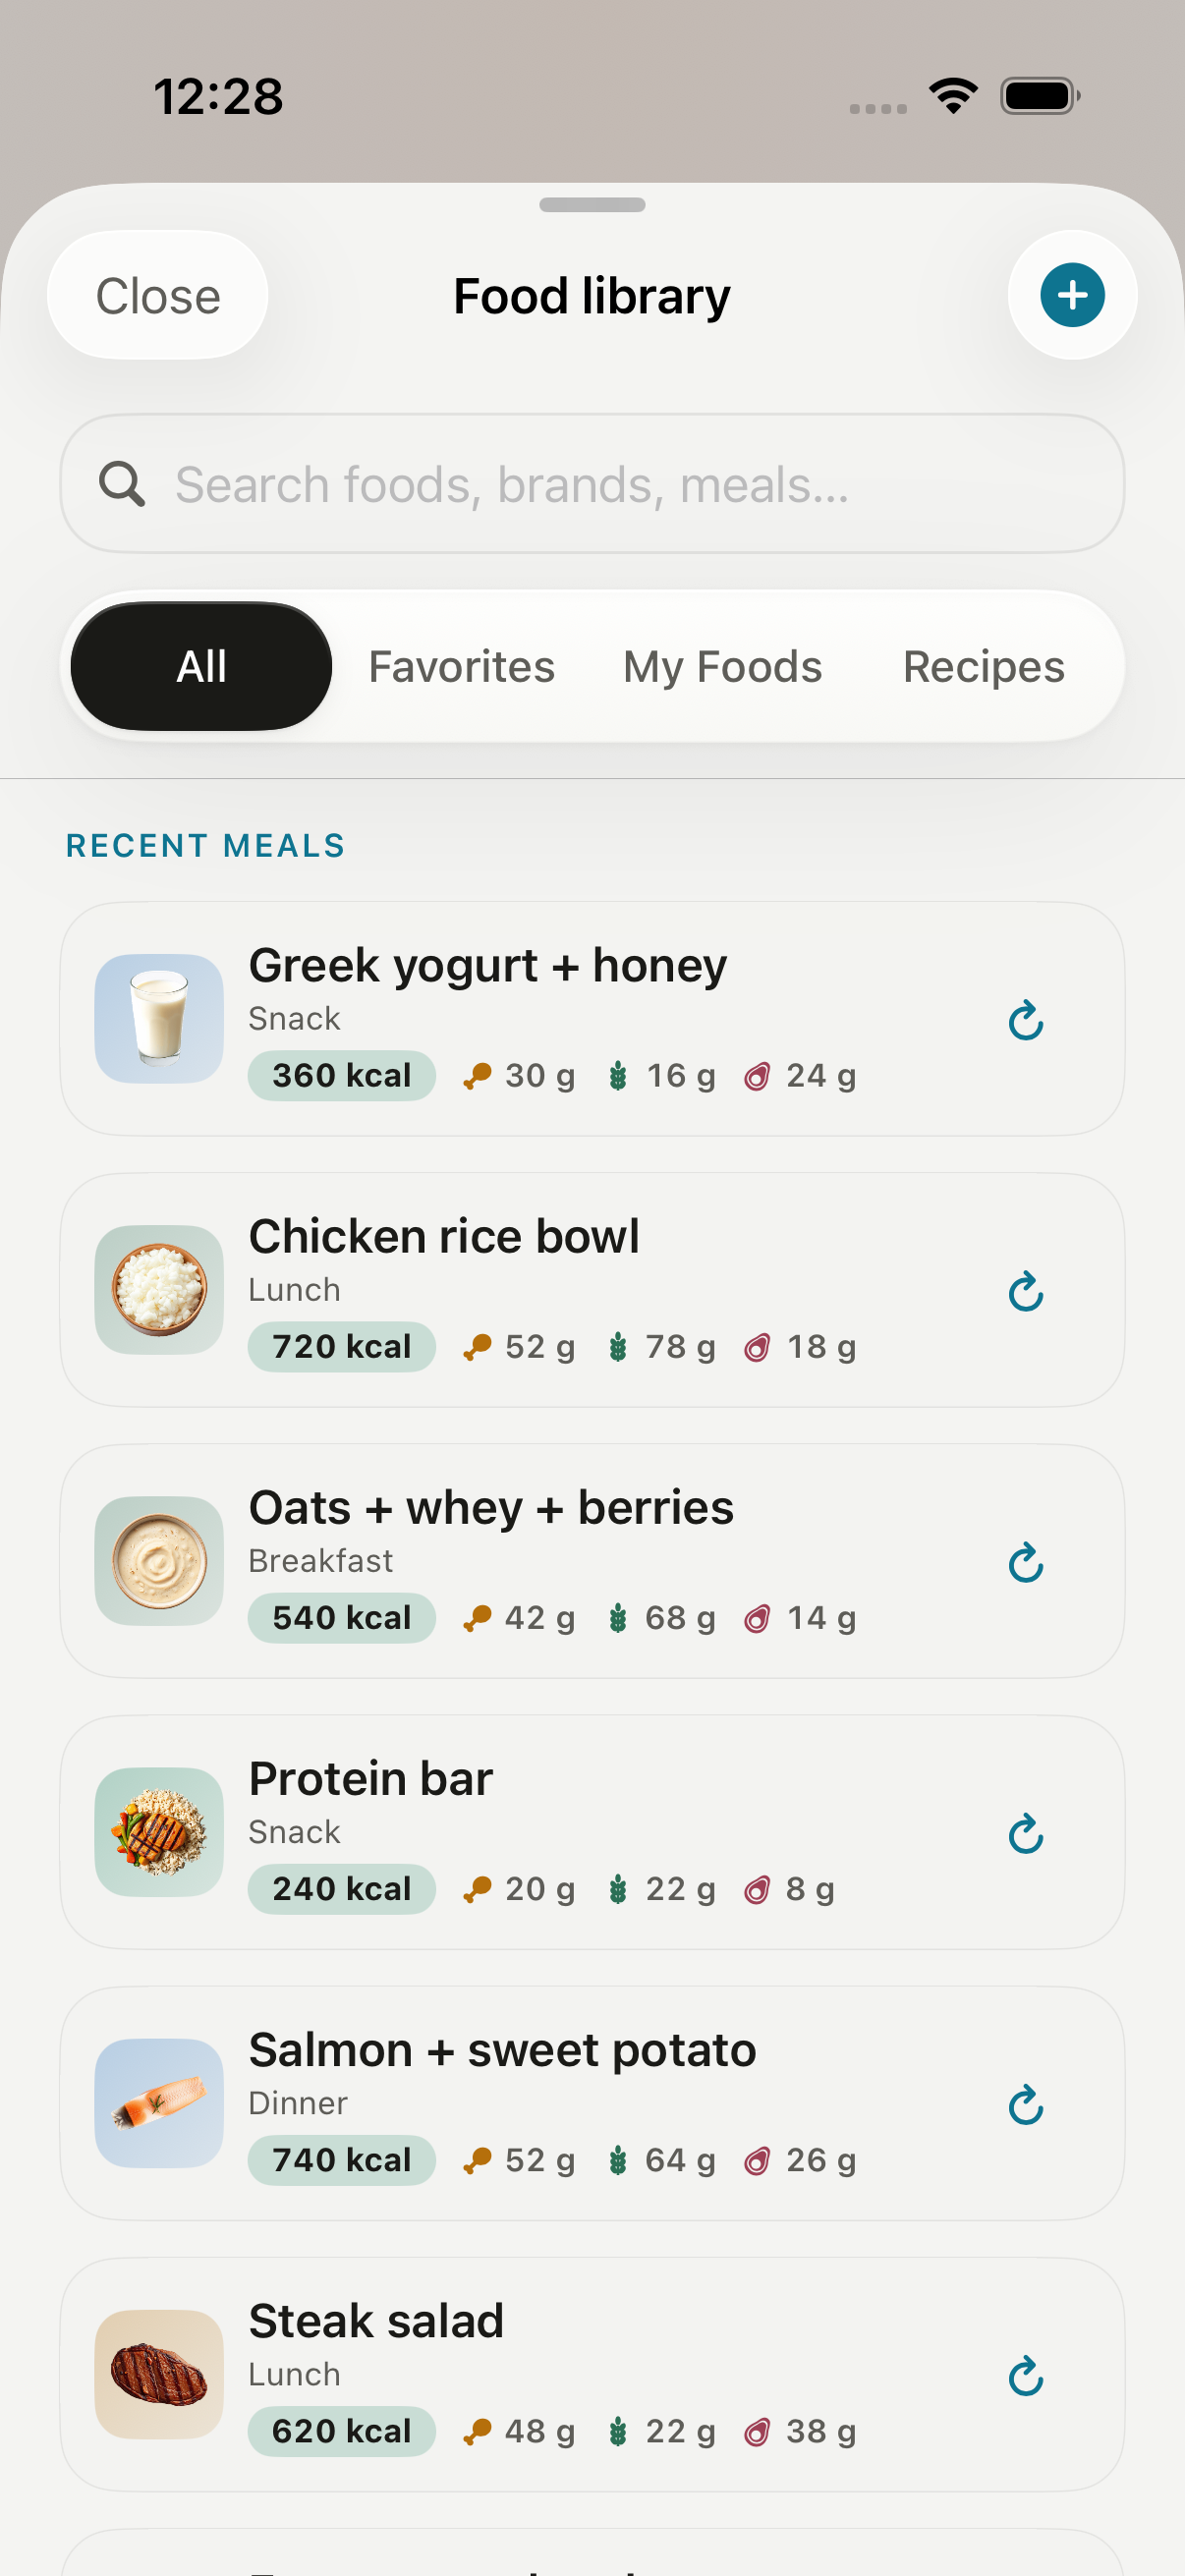 12:28
Close
Food library
Search foods, brands, meals...
All
Favorites
My Foods
Recipes
RECENT MEALS
Greek yogurt + honey
Snack
360 kcal 30 g 16 g 24 g
Chicken rice bowl
Lunch
720 kcal 52 g 78 g 18 g
Oats + whey + berries
Breakfast
540 kcal 42 g 68 g 14 g
Protein bar
Snack
240 kcal 20 g 22 g 8 g
Salmon + sweet potato
Dinner
740 kcal 52 g 64 g 26 g
Steak salad
Lunch
620 kcal 48 g 22 g 38 g